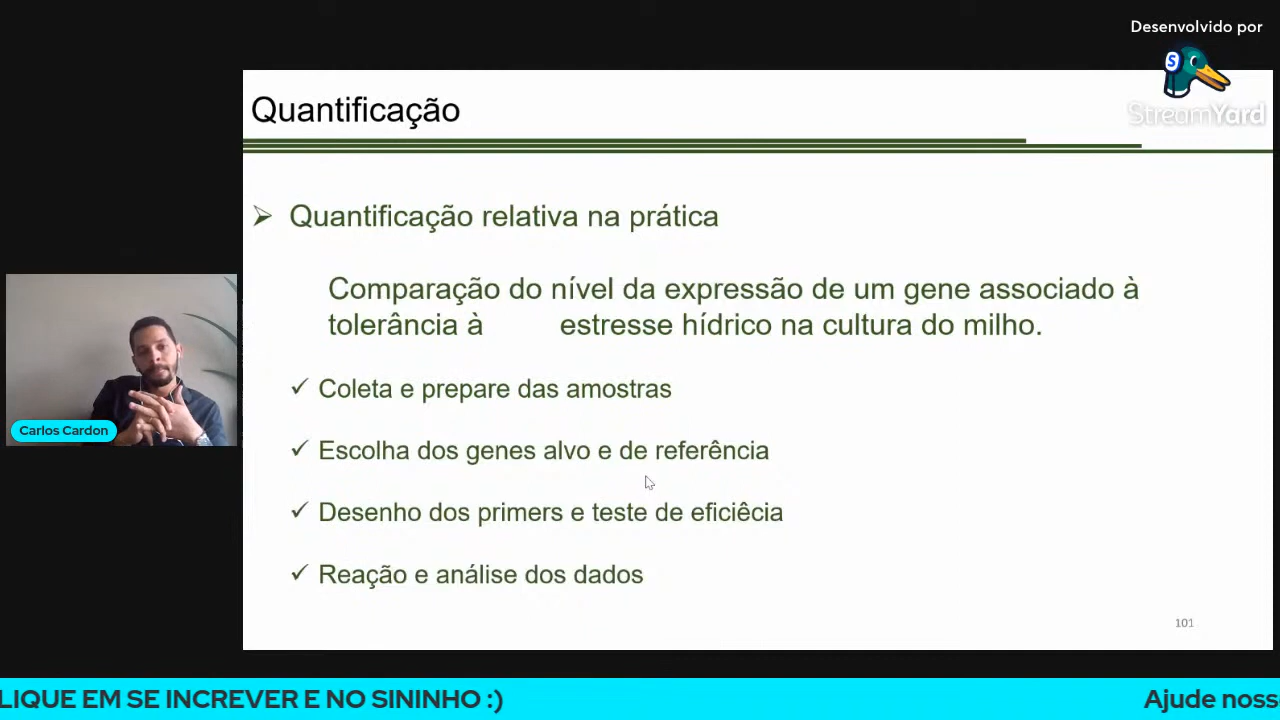 Desenvolvido por
S
StreamYard
Quantificação
Quantificação relativa na prática
Comparação do nível da expressão de um gene associado à
tolerância à estresse hídrico na cultura do milho.
Coleta e prepare das amostras
Escolha dos genes alvo e de referência
Desenho dos primers e teste de eficiêcia
Reação e análise dos dados
101
Carlos Cardon
LIQUE EM SE INCREVER E NO SININHO :)
Ajude noss